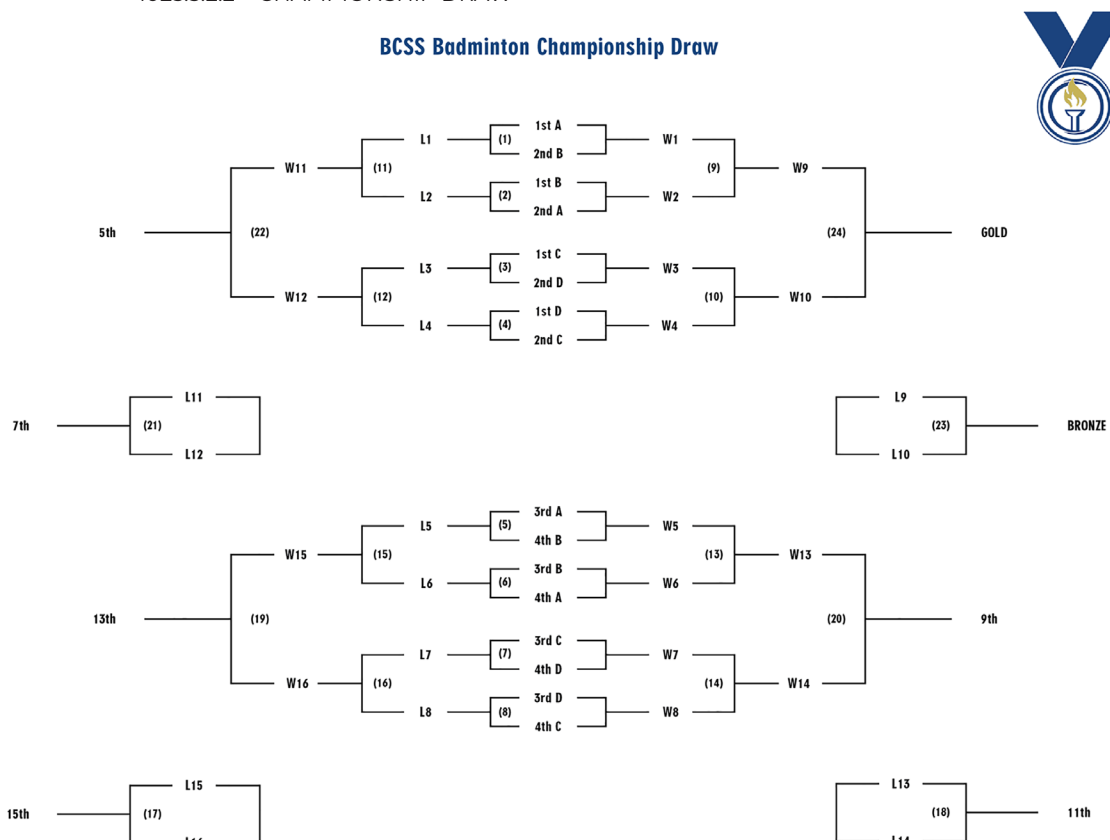 BCSS Badminton Championship Draw
1st A
L1 (1) W1
2nd B
W11 (11) (9) W9
1st B
L2 (2) W2
2nd A
5th (22) (24) GOLD
1st C
L3 (3) W3
2nd D
W12 (12) (10) W10
1st D
L4 (4) W4
2nd C
L11 L9
7th (21) (23) BRONZE
L12 L10
3rd A
L5 (5) W5
4th B
W15 (15) (13) W13
3rd B
L6 (6) W6
4th A
13th (19) (20) 9th
3rd C
L7 (7) W7
4th D
W16 (16) (14) W14
3rd D
L8 (8) W8
4th C
L15 L13
15th (17) (18) 11th